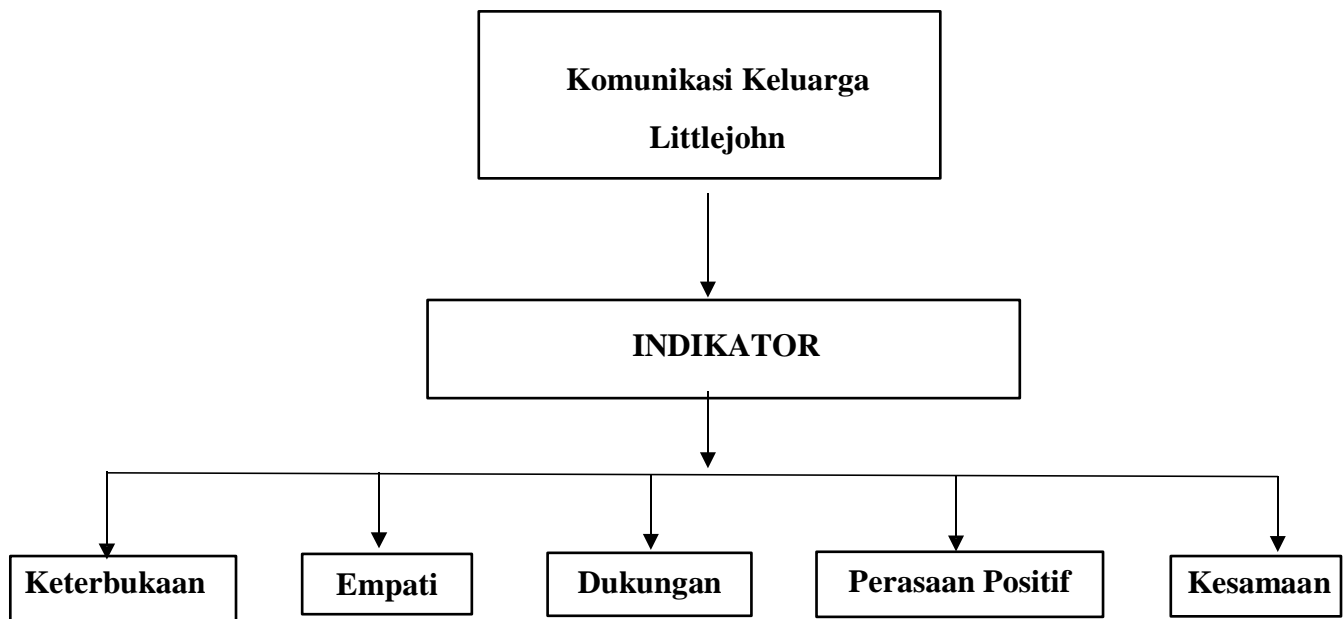 Komunikasi Keluarga
Littlejohn
INDIKATOR
Keterbukaan
Empati
Dukungan
Perasaan Positif
Kesamaan